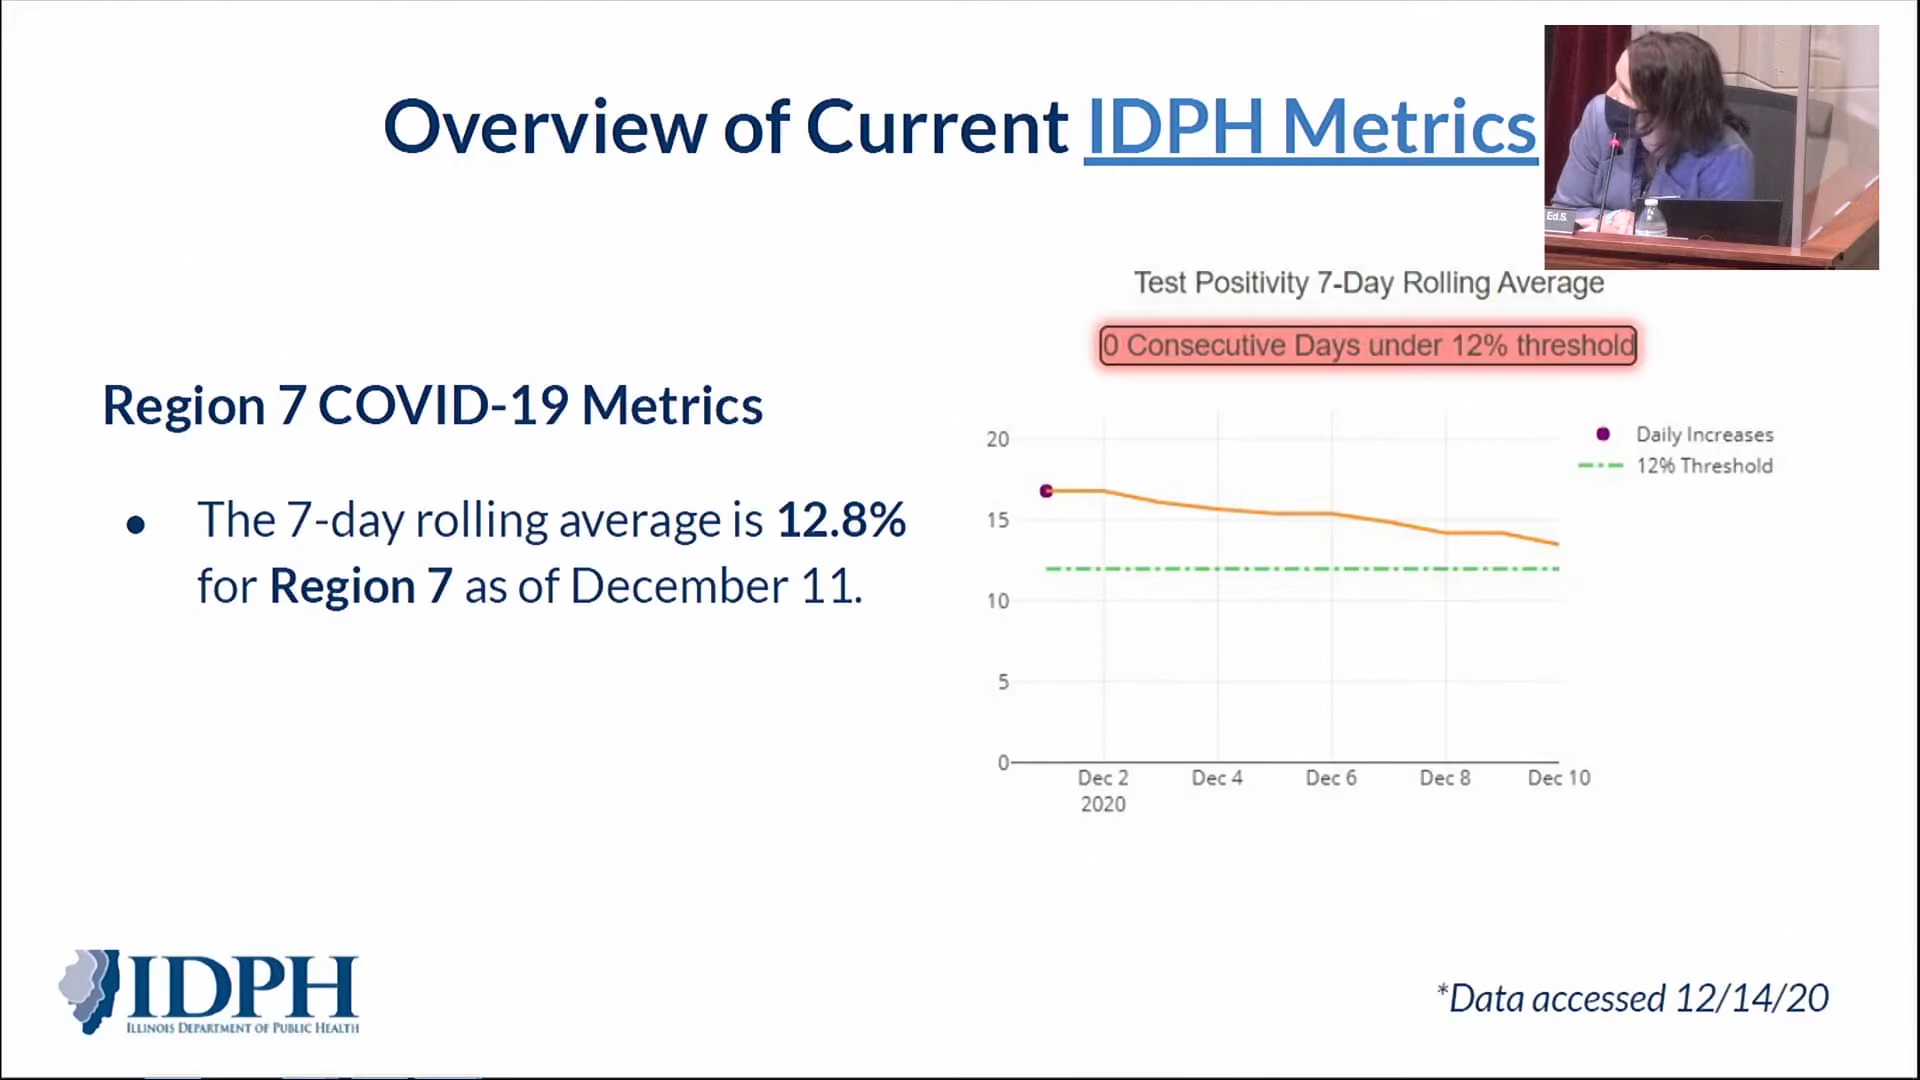 Overview of Current IDPH Metrics
Ed.S.
Test Positivity 7-Day Rolling Average
0 Consecutive Days under 12% threshold
Region 7 COVID-19 Metrics
● The 7-day rolling average is 12.8%
for Region 7 as of December 11.
20
15
10
5
0
Dec 2
2020
Dec 4
Dec 6
Dec 8
Dec 10
Daily Increases
12% Threshold
IDPH
ILLINOIS DEPARTMENT OF PUBLIC HEALTH
*Data accessed 12/14/20